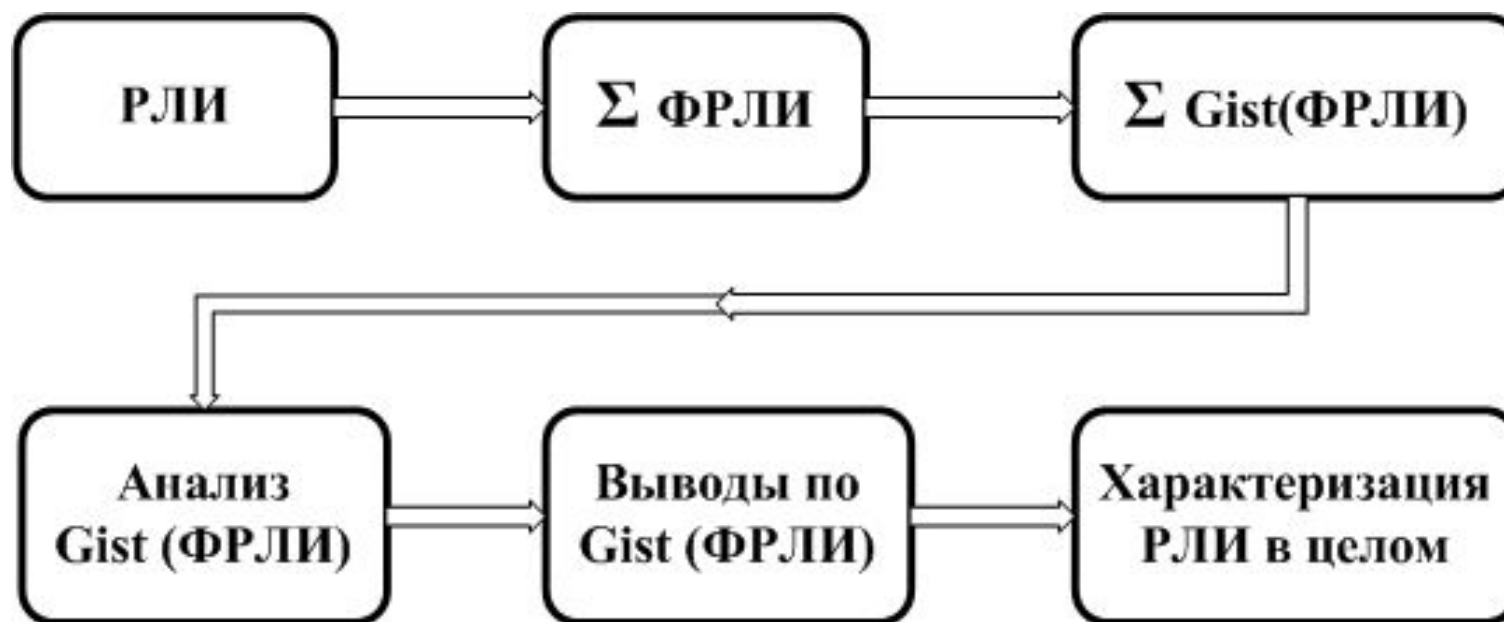 РЛИ
Σ ФРЛИ
Σ Gist(ФРЛИ)
Анализ
Gist (ФРЛИ)
Выводы по
Gist (ФРЛИ)
Характеризация
РЛИ в целом